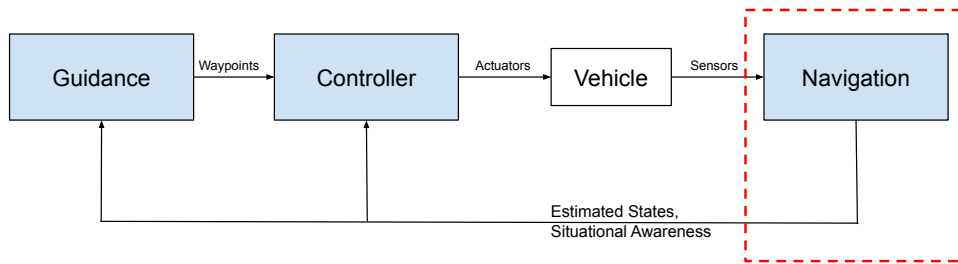 Guidance
Waypoints
Controller
Actuators
Vehicle
Sensors
Navigation
Estimated States,
Situational Awareness